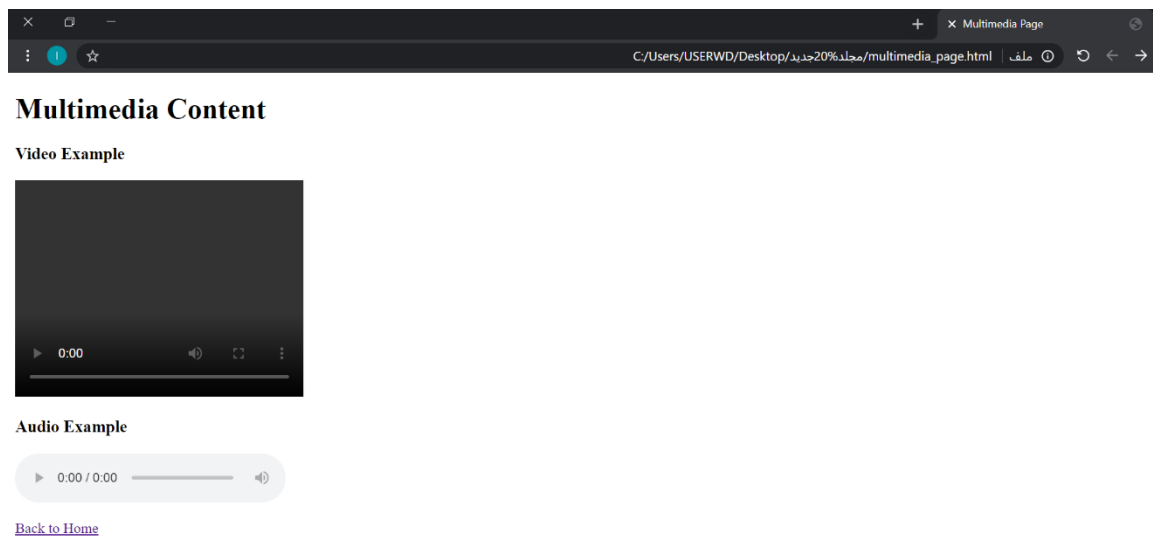 Multimedia Page
C:/Users/USERWD/Desktop/مجلد%20جديد/multimedia_page.html ملف
I
Multimedia Content
Video Example
0:00
Audio Example
0:00 / 0:00
Back to Home